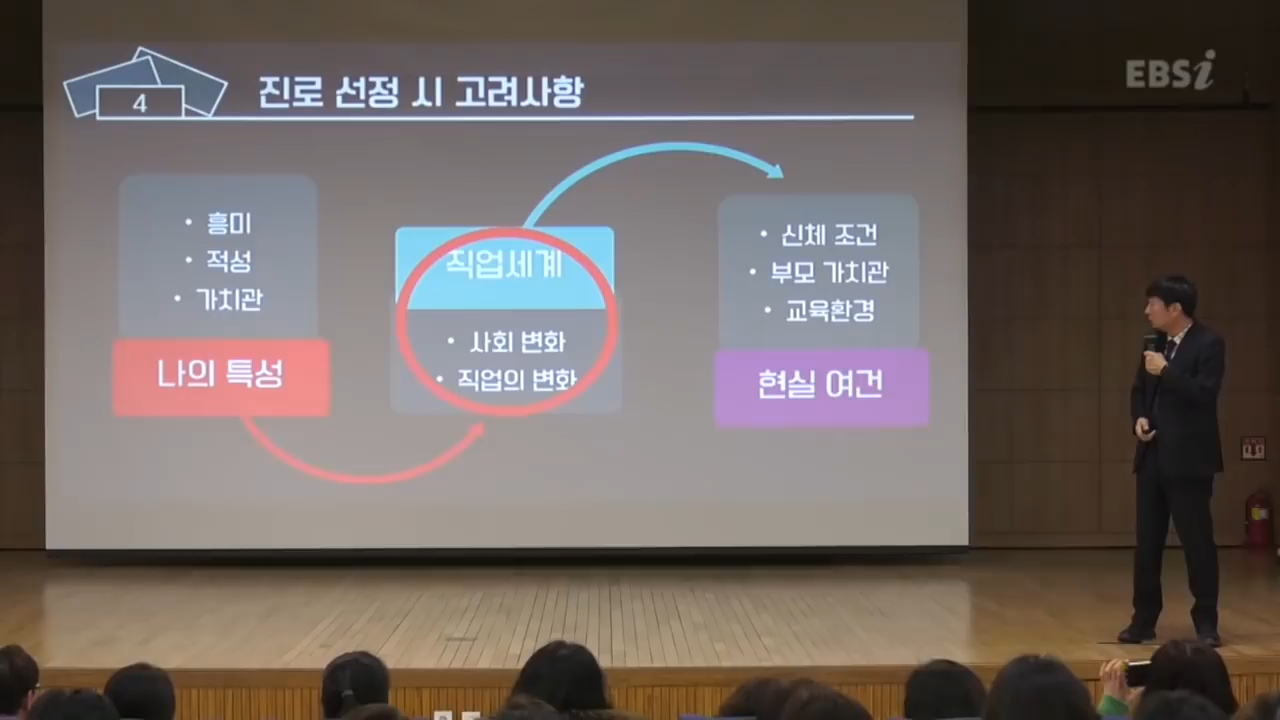 4
진로 선정 시 고려사항
EBSi
• 흥미
• 적성
• 가치관
나의 특성
직업세계
• 사회 변화
• 직업의 변화
• 신체 조건
• 부모 가치관
• 교육환경
현실 여건